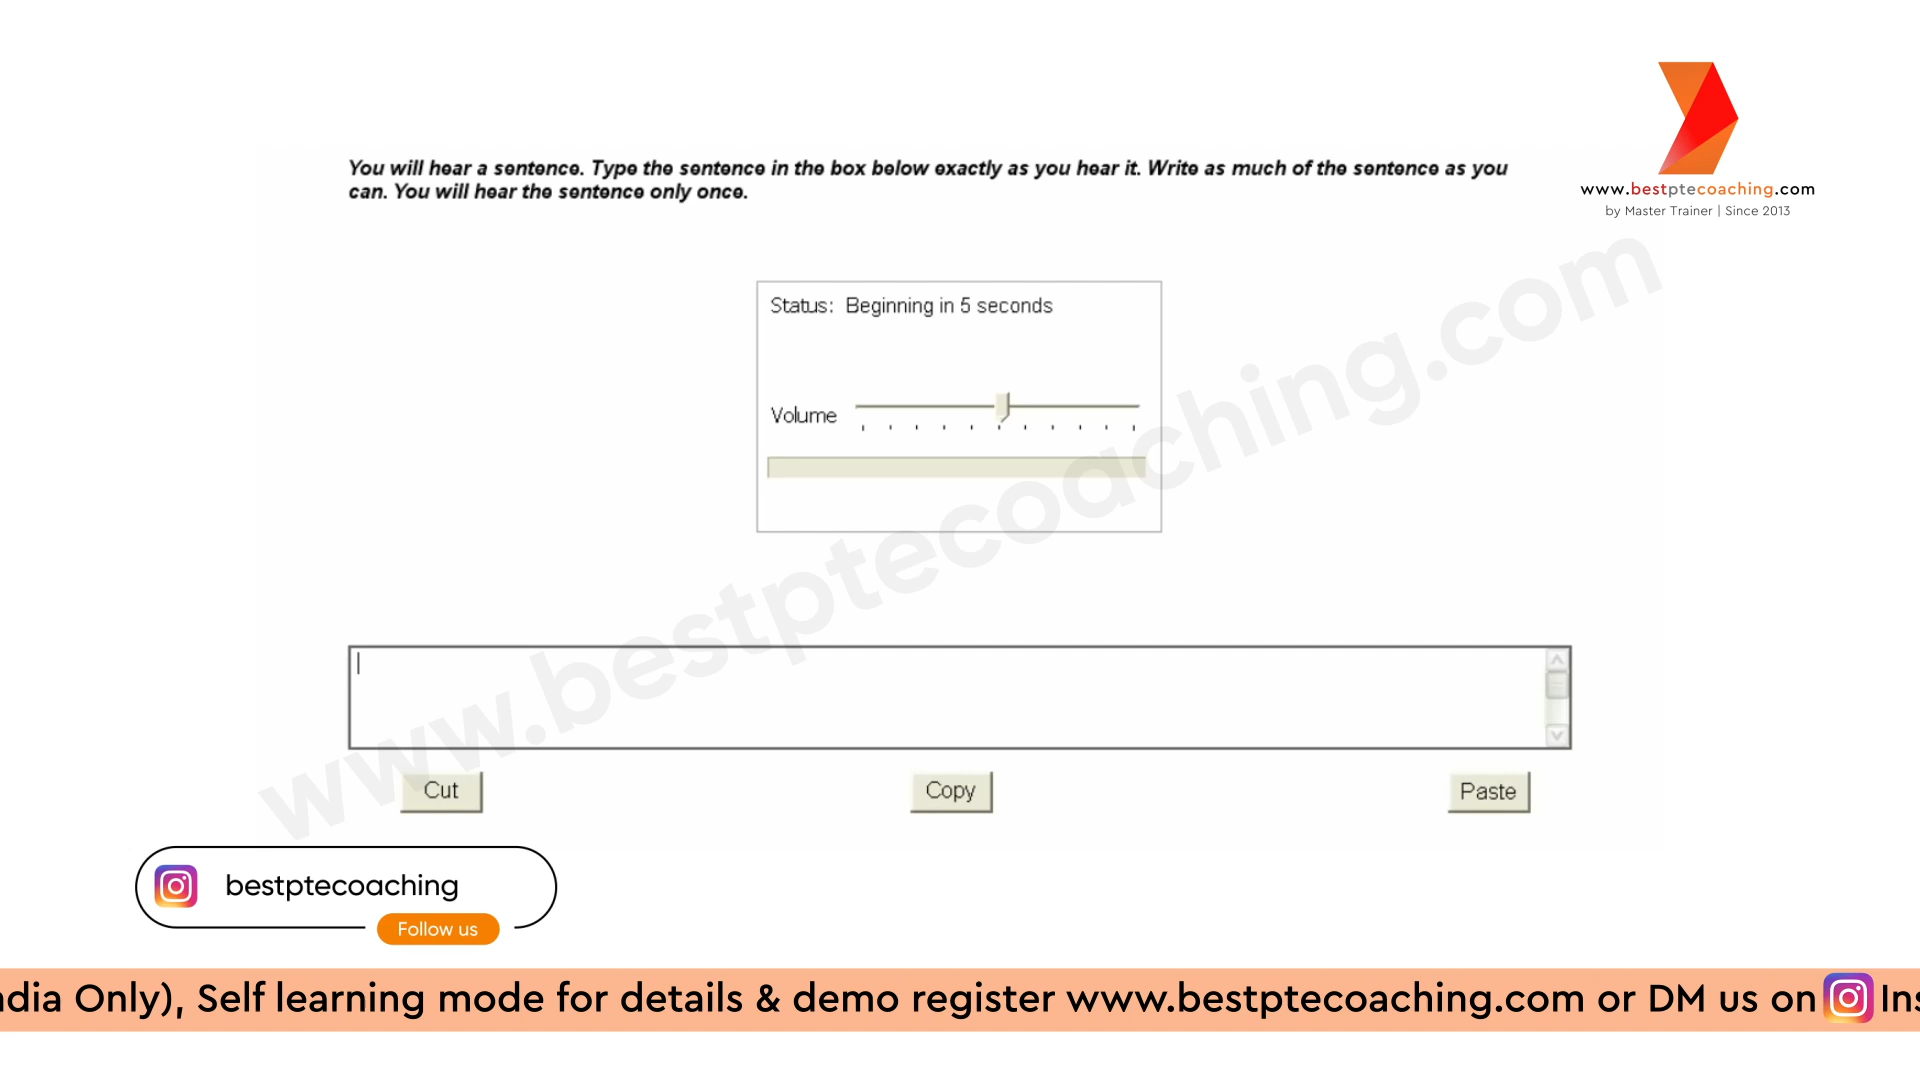 www.bestptecoaching.com
by Master Trainer | Since 2013
You will hear a sentence. Type the sentence in the box below exactly as you hear it. Write as much of the sentence as you
can. You will hear the sentence only once.
Status: Beginning in 5 seconds
Volume
www.bestptecoaching.com
Cut
Copy
Paste
bestptecoaching
Follow us
dia Only), Self learning mode for details & demo register www.bestptecoaching.com or DM us on Ins